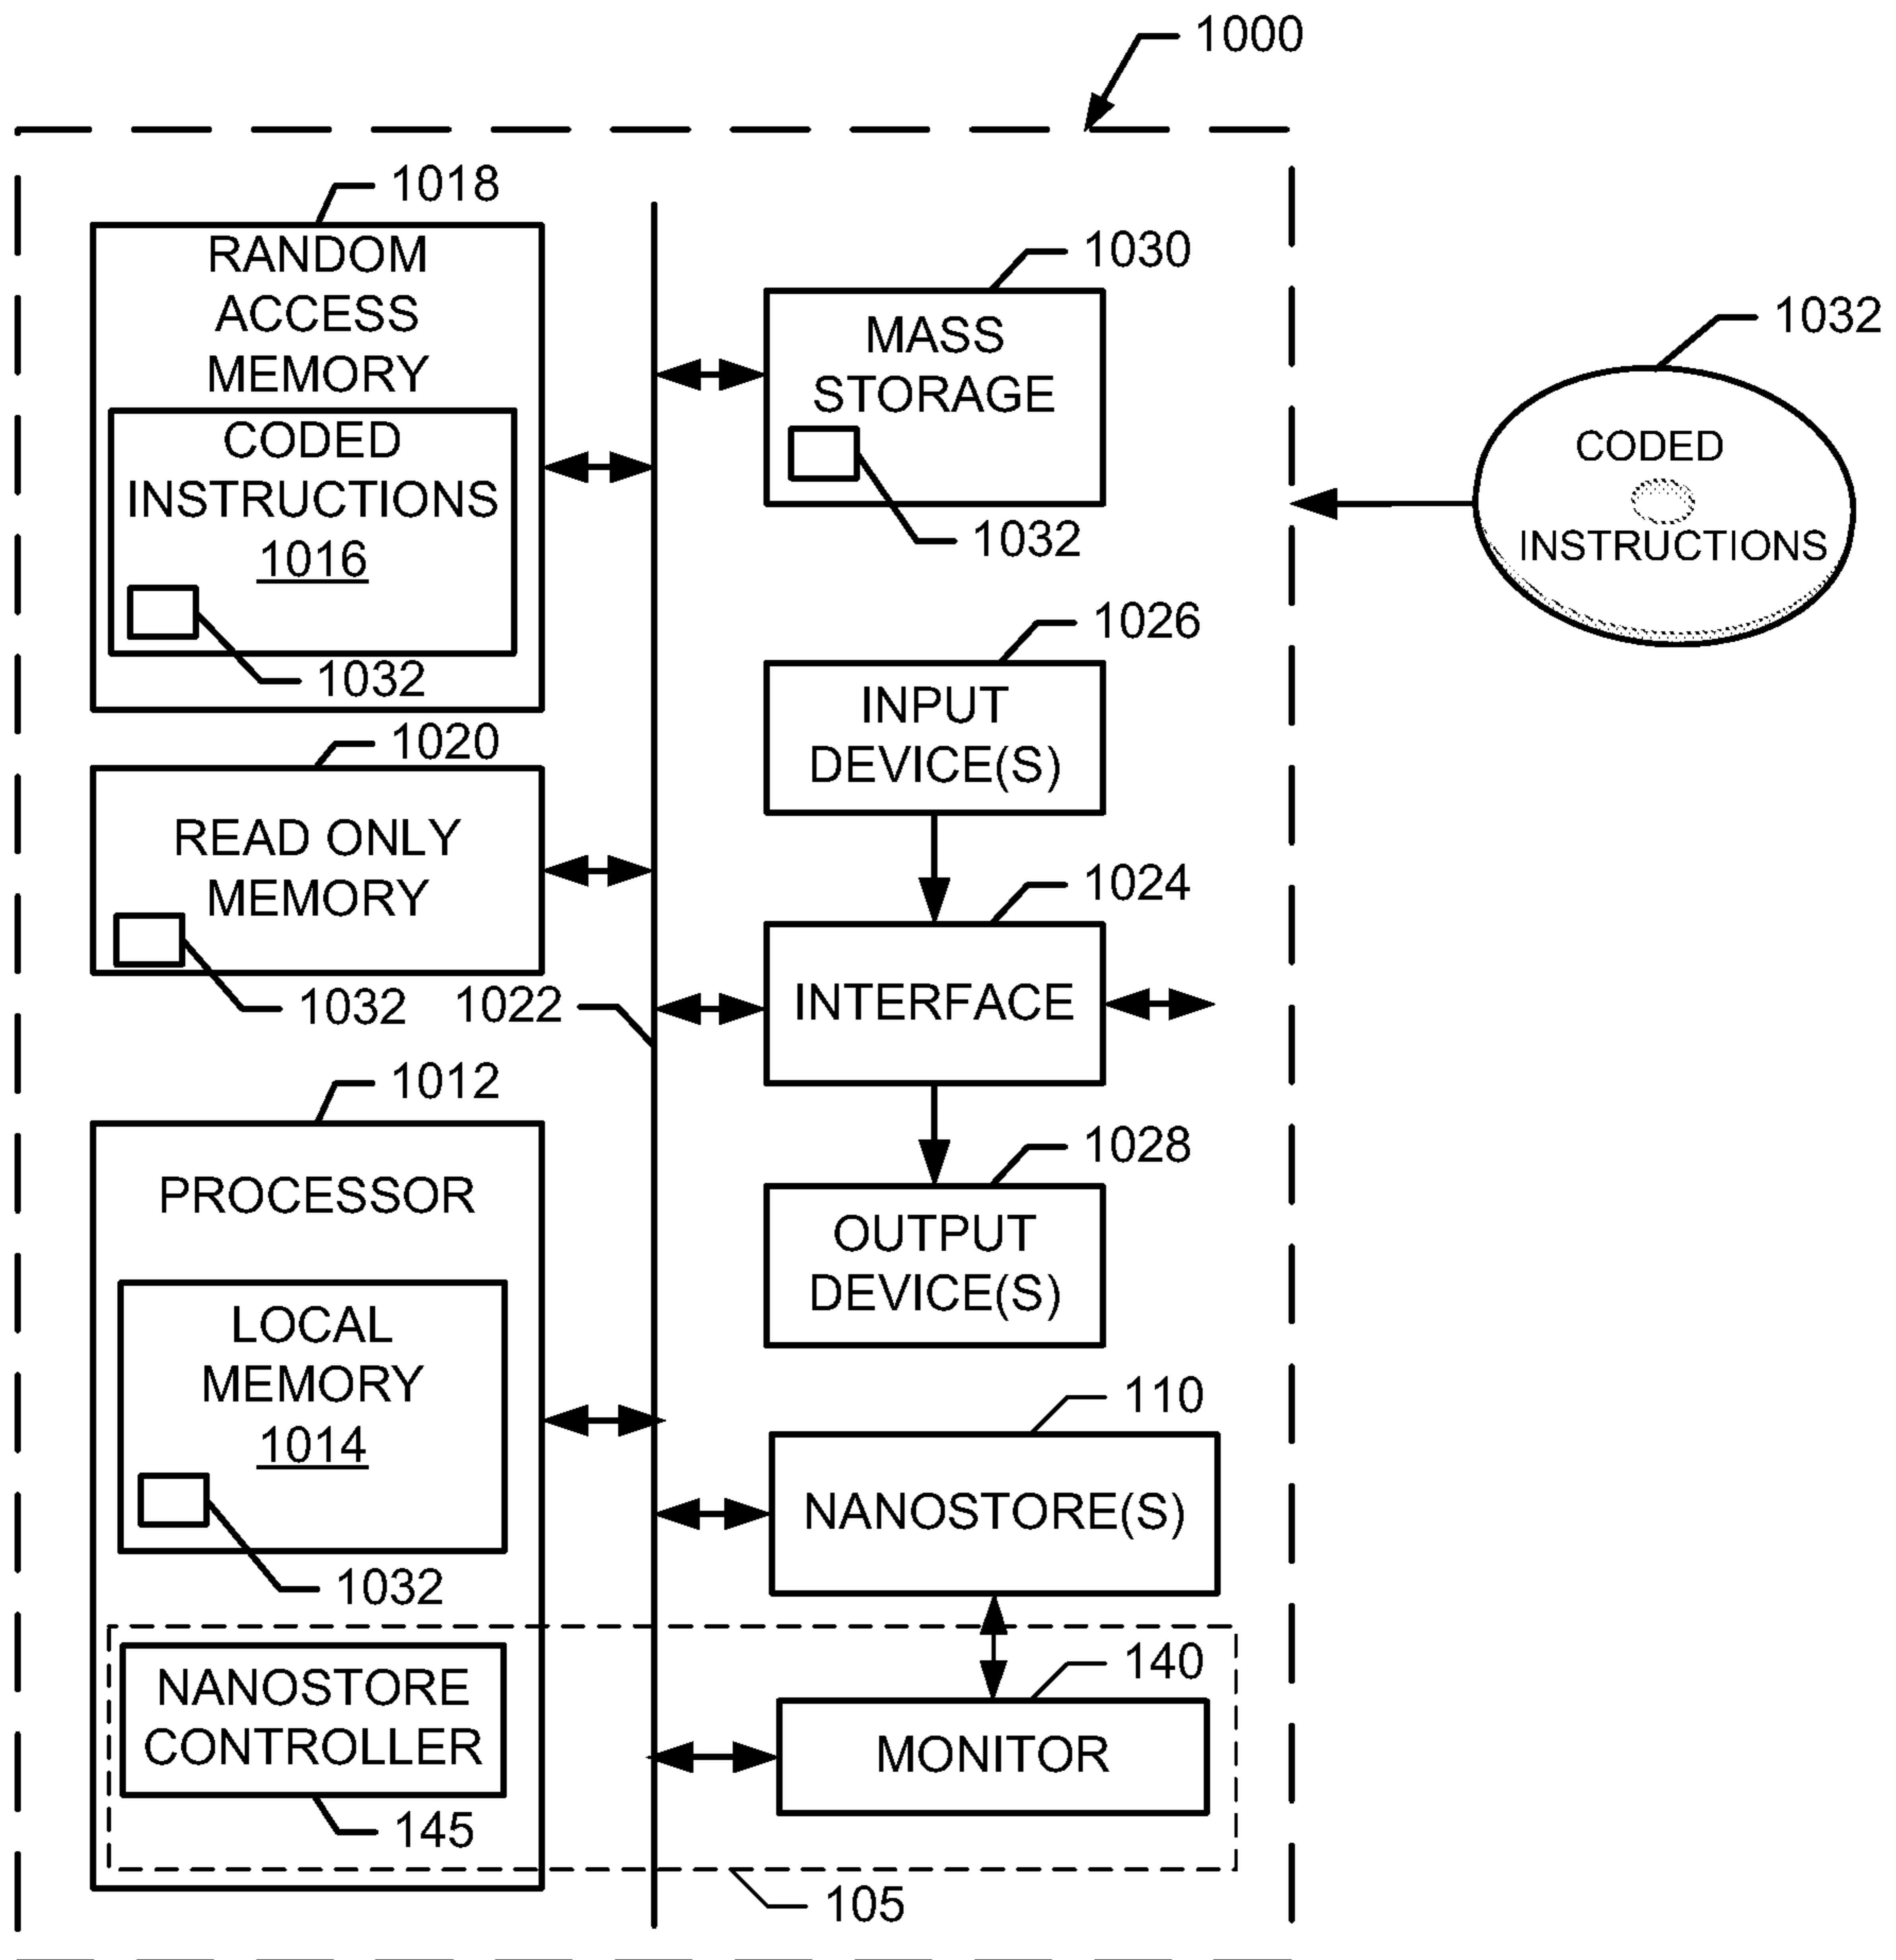 1000
1018
RANDOM
ACCESS
MEMORY
CODED
INSTRUCTIONS
1016
1032
1030
MASS
STORAGE
1032
1032
CODED
INSTRUCTIONS
1020
READ ONLY
MEMORY
1032
1022
1026
INPUT
DEVICE(S)
1024
INTERFACE
1028
OUTPUT
DEVICE(S)
1012
PROCESSOR
LOCAL
MEMORY
1014
1032
110
NANOSTORE(S)
NANOSTORE
CONTROLLER
145
140
MONITOR
105